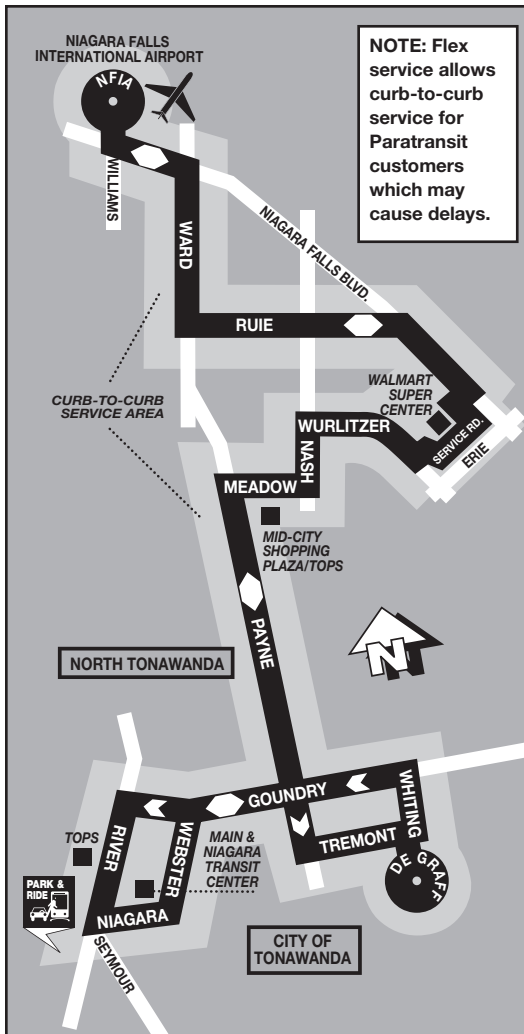 NIAGARA FALLS
INTERNATIONAL AIRPORT
NFIA
NOTE: Flex
service allows
curb-to-curb
service for
Paratransit
customers
which may
cause delays.
WILLIAMS
WARD
NIAGARA FALLS BLVD.
RUIE
CURB-TO-CURB
SERVICE AREA
WALMART
SUPER
CENTER
WURLITZER
SERVICE RD.
ERIE
NASH
MEADOW
MID-CITY
SHOPPING
PLAZA/TOPS
PAYNE
N
NORTH TONAWANDA
GOUNDRY
WHITING
TREMONT
DE GRAFF
RIVER
WEBSTER
TOPS
MAIN &
NIAGARA
TRANSIT
CENTER
PARK &
RIDE
NIAGARA
SEYMOUR
CITY OF
TONAWANDA